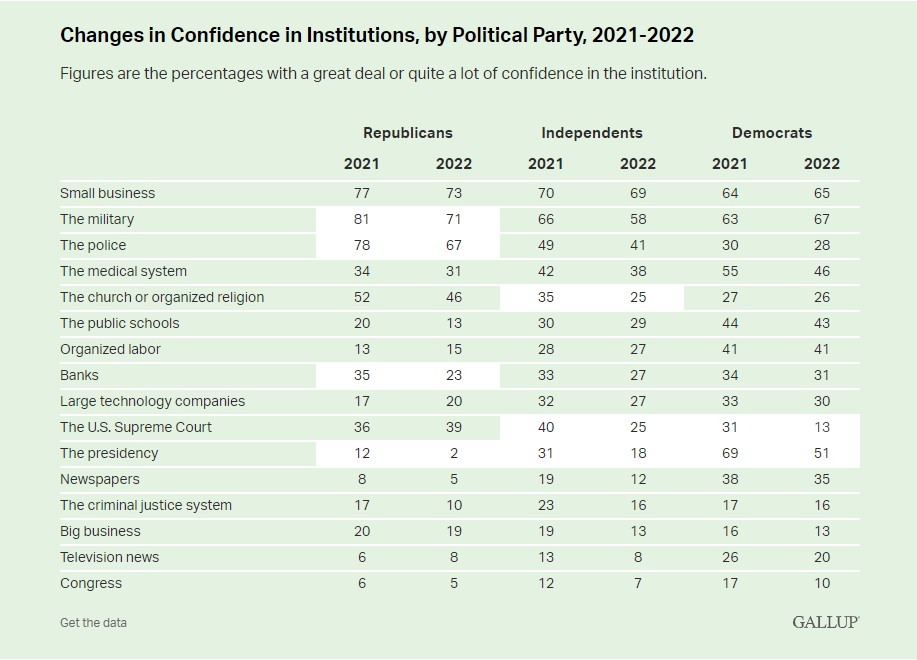 Changes in Confidence in Institutions, by Political Party, 2021-2022
Figures are the percentages with a great deal or quite a lot of confidence in the institution.
Republicans Independents Democrats
2021 2022 2021 2022 2021 2022
Small business 77 73 70 69 64 65
The military 81 71 66 58 63 67
The police 78 67 49 41 30 28
The medical system 34 31 42 38 55 46
The church or organized religion 52 46 35 25 27 26
The public schools 20 13 30 29 44 43
Organized labor 13 15 28 27 41 41
Banks 35 23 33 27 34 31
Large technology companies 17 20 32 27 33 30
The U.S. Supreme Court 36 39 40 25 31 13
The presidency 12 2 31 18 69 51
Newspapers 8 5 19 12 38 35
The criminal justice system 17 10 23 16 17 16
Big business 20 19 19 13 16 13
Television news 6 8 13 8 26 20
Congress 6 5 12 7 17 10
Get the data GALLUP